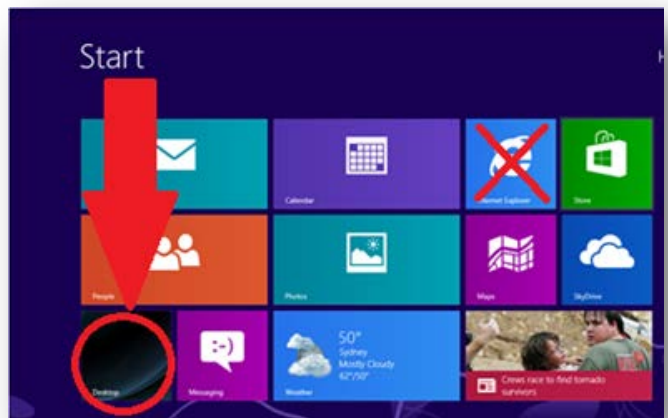 Start
Calendar
Internet Explorer
Store
People
Photos
Maps
SkyDrive
Desktop
:-)
Messaging
50°
Sydney
Mostly Cloudy
62°/50°
Weather
Crews race to find tornado
survivors